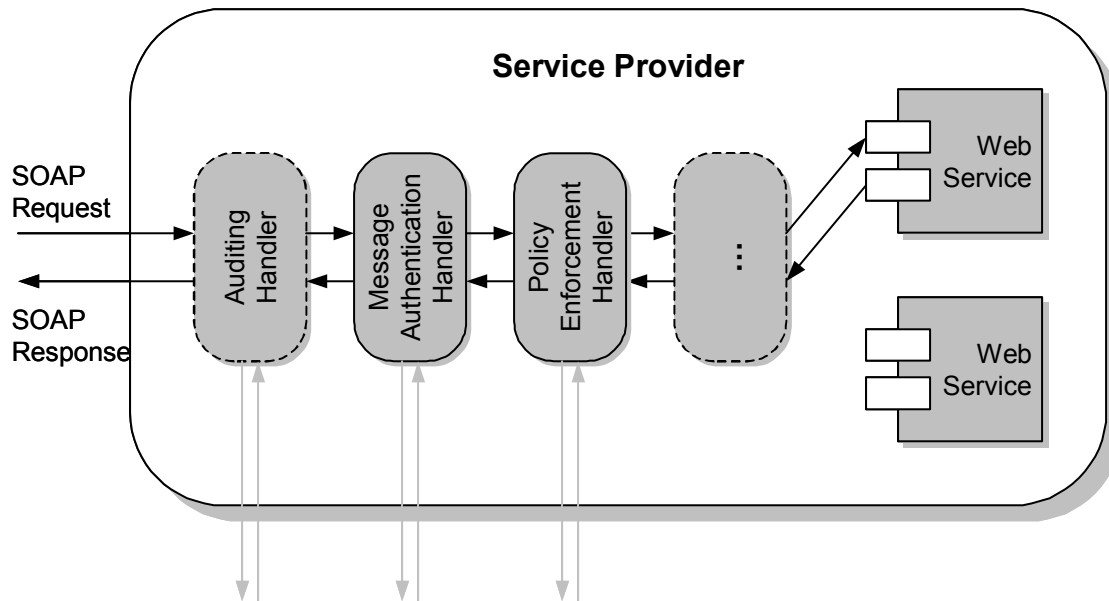 Service Provider
SOAP
Request
SOAP
Response
Auditing
Handler
Message
Authentication
Handler
Policy
Enforcement
Handler
...
Web
Service
Web
Service